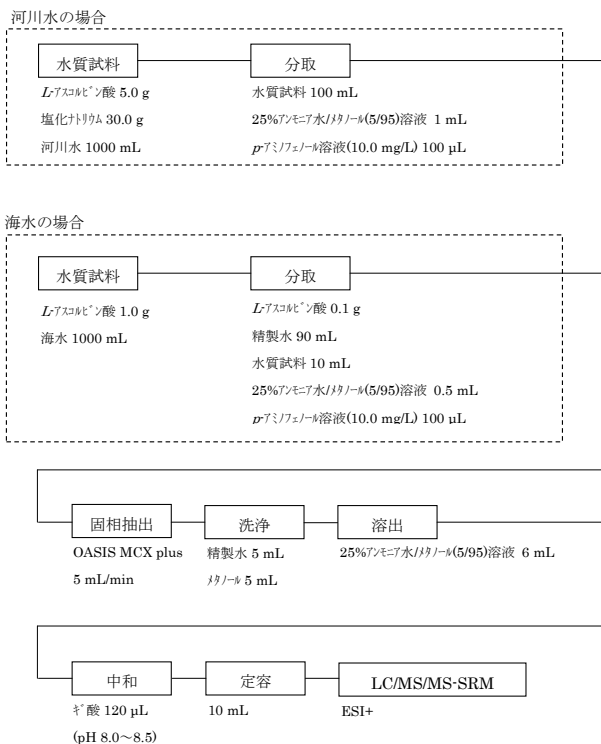 河川水の場合
水質試料
L-ｱｽｺﾙﾋﾞﾝ酸 5.0 g
塩化ﾅﾄﾘｳﾑ 30.0 g
河川水 1000 mL
分取
水質試料 100 mL
25%ｱﾝﾓﾆｱ水/ﾒﾀﾉｰﾙ(5/95)溶液 1 mL
p-ｱﾐﾉﾌｪﾉｰﾙ溶液(10.0 mg/L) 100 µL
海水の場合
水質試料
L-ｱｽｺﾙﾋﾞﾝ酸 1.0 g
海水 1000 mL
分取
L-ｱｽｺﾙﾋﾞﾝ酸 0.1 g
精製水 90 mL
水質試料 10 mL
25%ｱﾝﾓﾆｱ水/ﾒﾀﾉｰﾙ(5/95)溶液 0.5 mL
p-ｱﾐﾉﾌｪﾉｰﾙ溶液(10.0 mg/L) 100 µL
固相抽出
OASIS MCX plus
5 mL/min
洗浄
精製水 5 mL
ﾒﾀﾉｰﾙ 5 mL
溶出
25%ｱﾝﾓﾆｱ水/ﾒﾀﾉｰﾙ(5/95)溶液 6 mL
中和
ｷﾞ酸 120 µL
(pH 8.0～8.5)
定容
10 mL
LC/MS/MS-SRM
ESI+